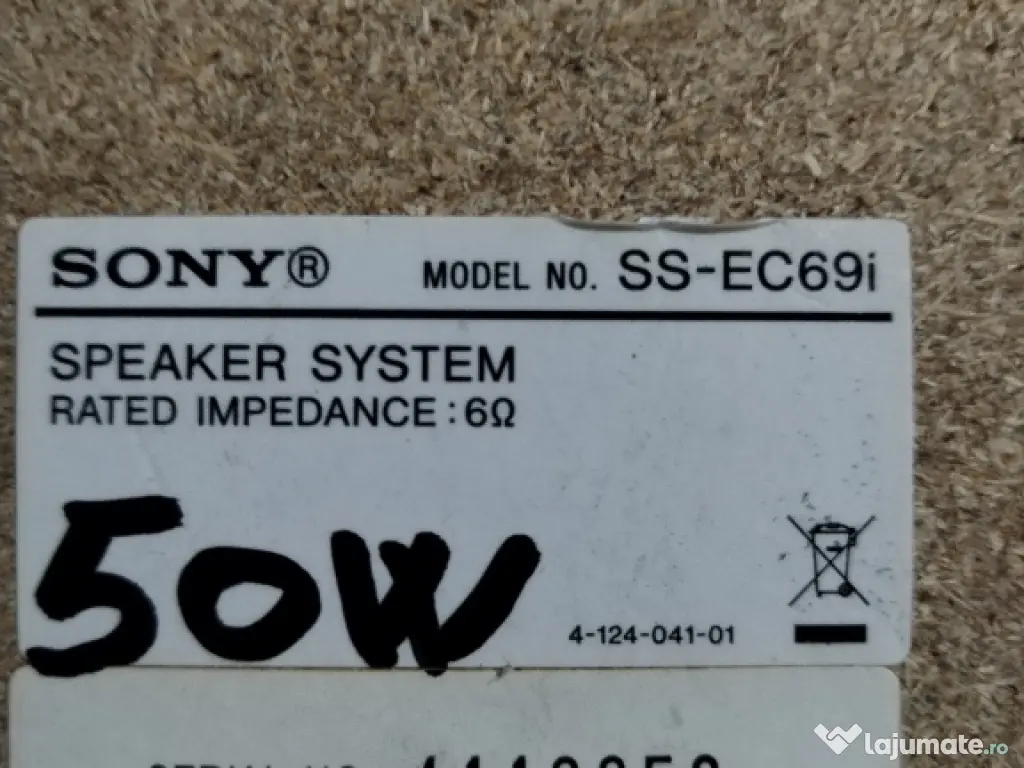 SONY® MODEL NO. SS-EC69i
SPEAKER SYSTEM
RATED IMPEDANCE : 6Ω
50W
4-124-041-01
lajumate.ro